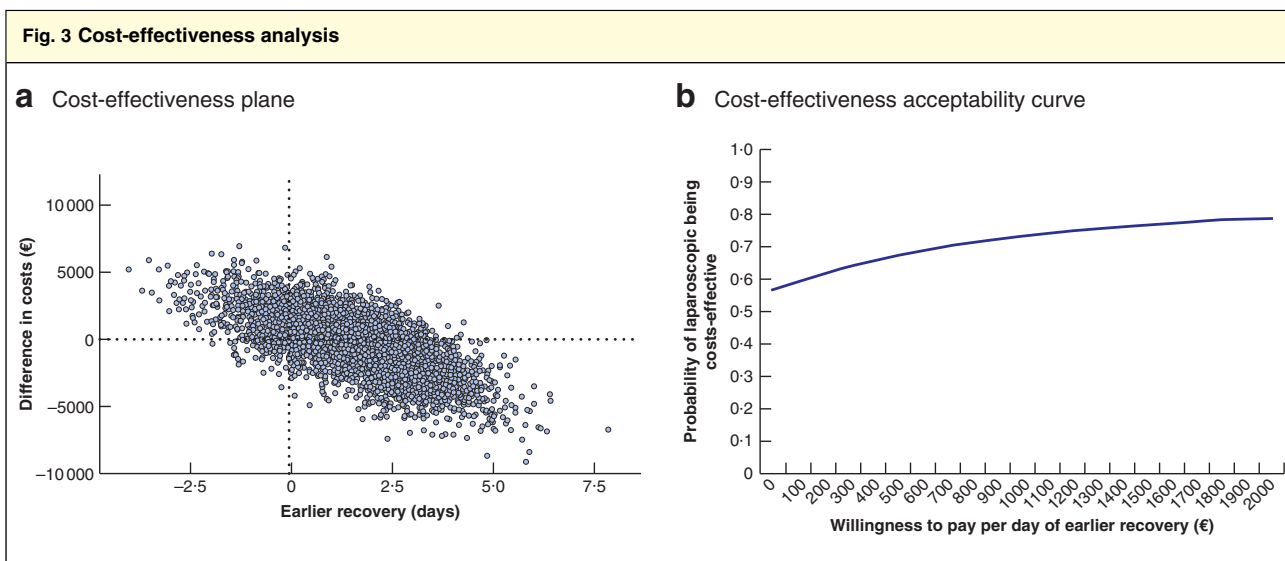 Fig. 3 Cost-effectiveness analysis
a Cost-effectiveness plane
10 000
5000
0
−5000
−10 000
Difference in costs (€)
−2·5 0 2·5 5·0 7·5
Earlier recovery (days)
b Cost-effectiveness acceptability curve
1·0
0·9
0·8
0·7
0·6
0·5
0·4
0·3
0·2
0·1
0
Probability of laparoscopic being
costs-effective
0 100 200 300 400 500 600 700 800 900 1000 1100 1200 1300 1400 1500 1600 1700 1800 1900 2000
Willingness to pay per day of earlier recovery (€)